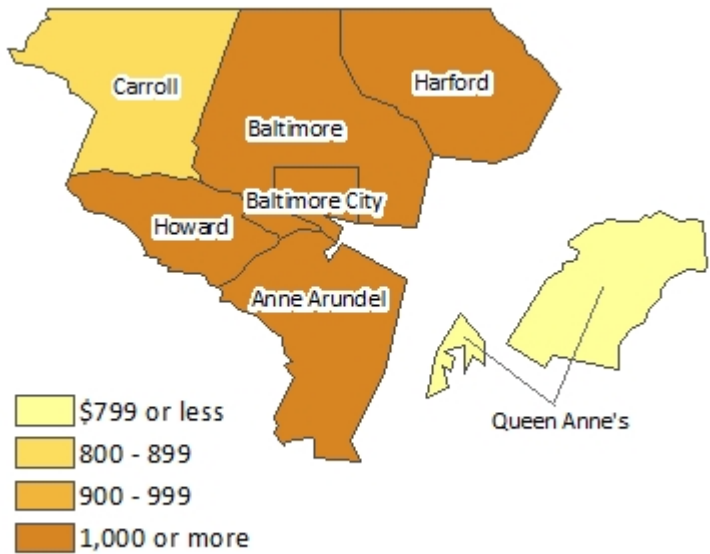 Carroll
Harford
Baltimore
Baltimore City
Howard
Anne Arundel
Queen Anne's
$799 or less
800 - 899
900 - 999
1,000 or more